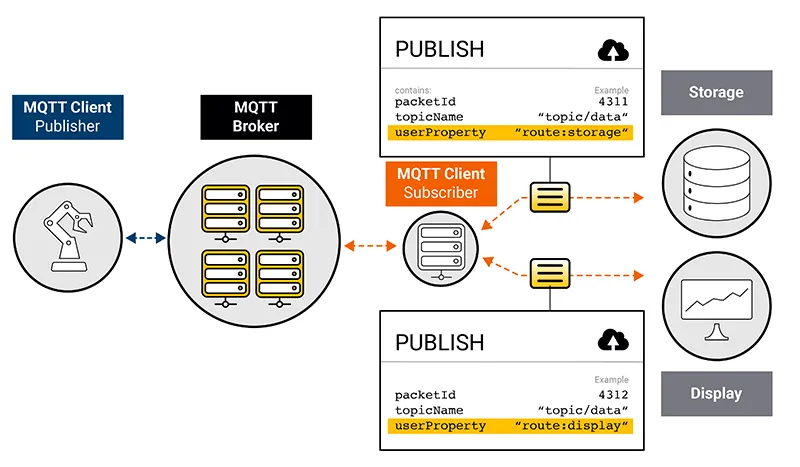 MQTT Client
Publisher
MQTT
Broker
PUBLISH
contains:
Example
packetId 4311
topicName “topic/data“
userProperty “route:storage“
MQTT Client
Subscriber
Storage
PUBLISH
Example
packetId 4312
topicName “topic/data“
userProperty “route:display“
Display